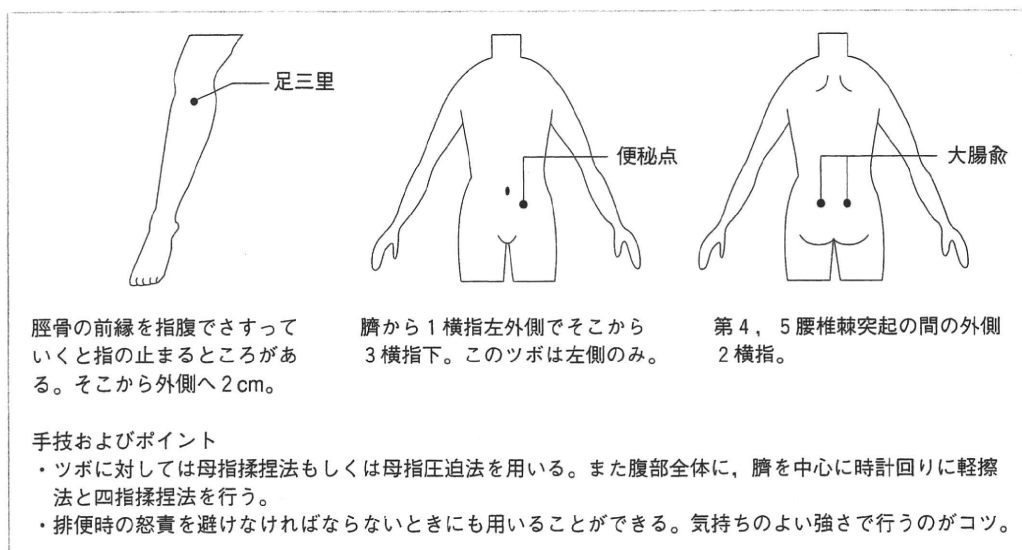 足三里
便秘点
大腸兪
脛骨の前縁を指腹でさすって
いくと指の止まるところがあ
る。そこから外側へ2cm。
臍から1横指左外側でそこから
3横指下。このツボは左側のみ。
第4，5腰椎棘突起の間の外側
2横指。
手技およびポイント
・ツボに対しては母指揉捏法もしくは母指圧迫法を用いる。また腹部全体に，臍を中心に時計回りに軽擦
法と四指揉捏法を行う。
・排便時の怒責を避けなければならないときにも用いることができる。気持ちのよい強さで行うのがコツ。